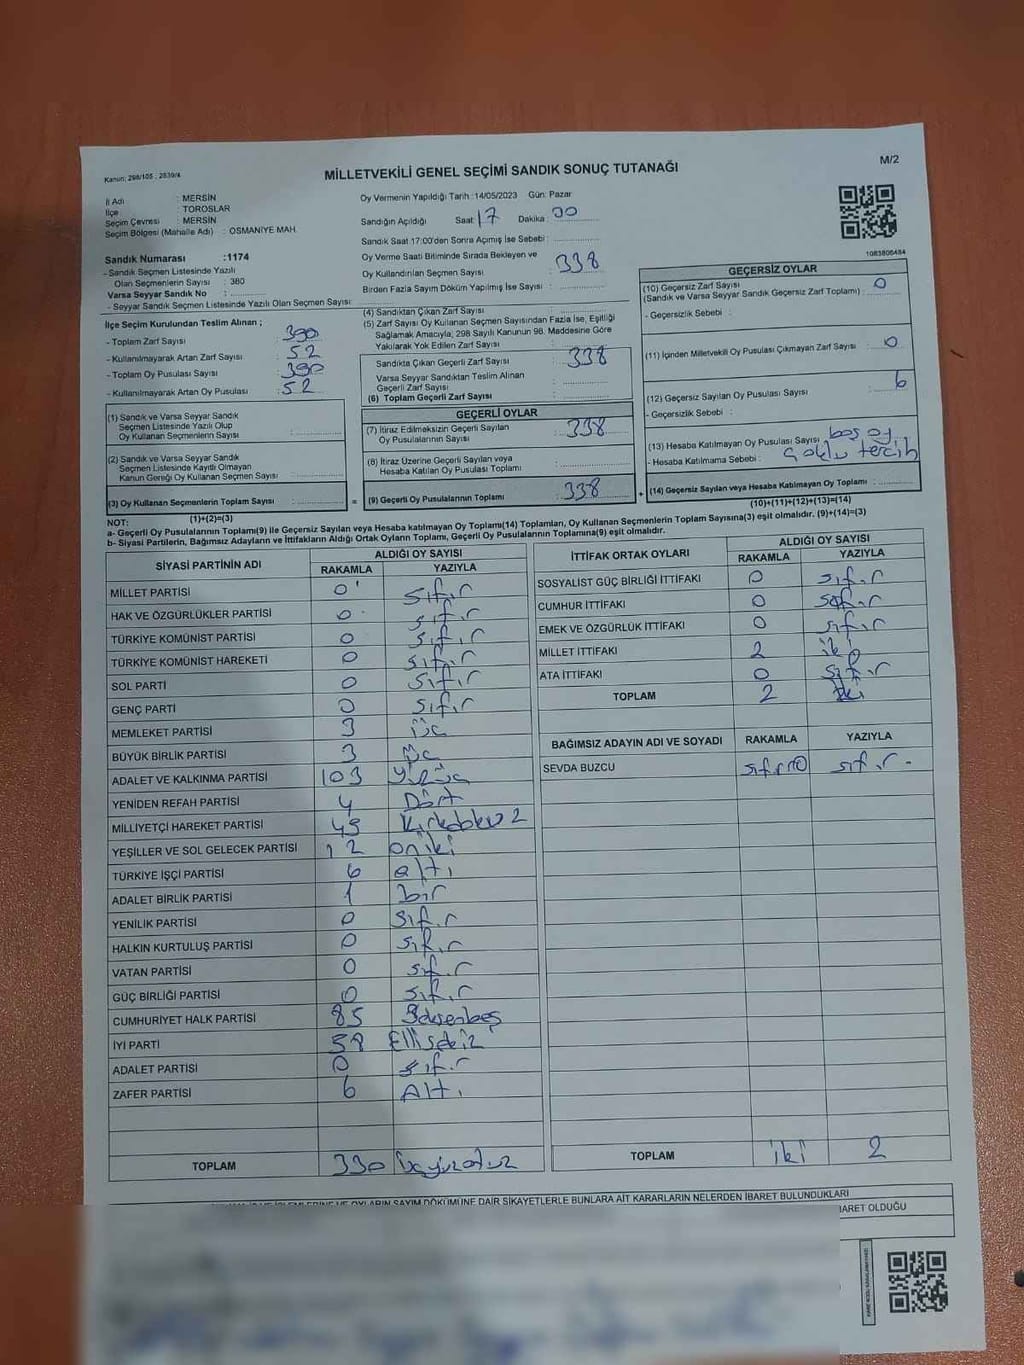 Kanun: 298/105 ; 2839/4
MİLLETVEKİLİ GENEL SEÇİMİ SANDIK SONUÇ TUTANAĞI
M/2
İl Adı : MERSİN
İlçe : TOROSLAR
Seçim Çevresi : MERSİN
Seçim Bölgesi (Mahalle Adı) : OSMANİYE MAH.
Sandık Numarası :1174
- Sandık Seçmen Listesinde Yazılı
Olan Seçmenlerin Sayısı : 380
Varsa Seyyar Sandık No : ............
- Seyyar Sandık Seçmen Listesinde Yazılı Olan Seçmen Sayısı : ............
Oy Vermenin Yapıldığı Tarih :14/05/2023 Gün: Pazar
Sandığın Açıldığı Saat 17 Dakika 00
Sandık Saat 17:00'den Sonra Açmış İse Sebebi : ............
Oy Verme Saati Bitiminde Sırada Bekleyen ve
Oy Kullandırılan Seçmen Sayısı : 338
Birden Fazla Sayım Döküm Yapılmış İse Sayısı : ............
1083806484
İlçe Seçim Kurulundan Teslim Alınan ;
- Toplam Zarf Sayısı : 390
- Kullanılmayarak Artan Zarf Sayısı : 52
- Toplam Oy Pusulası Sayısı : 390
- Kullanılmayarak Artan Oy Pusulası : 52
(1) Sandık ve Varsa Seyyar Sandık
Seçmen Listesinde Yazılı Olup
Oy Kullanan Seçmenlerin Sayısı : ............
(2) Sandık ve Varsa Seyyar Sandık
Seçmen Listesinde Kayıtlı Olmayan
Kanun Gereği Oy Kullanan Seçmen Sayısı : ............
(3) Oy Kullanan Seçmenlerin Toplam Sayısı : ............
(1)+(2)=(3)
(4) Sandıktan Çıkan Zarf Sayısı : ............
(5) Zarf Sayısı Oy Kullanan Seçmen Sayısından Fazla İse, Eşitliği
Sağlamak Amacıyla, 298 Sayılı Kanunun 98. Maddesine Göre
Yakılarak Yok Edilen Zarf Sayısı : ............
Sandıkta Çıkan Geçerli Zarf Sayısı : 338
Varsa Seyyar Sandıktan Teslim Alınan
Geçerli Zarf Sayısı : ............
(6) Toplam Geçerli Zarf Sayısı : ............
GEÇERLİ OYLAR
(7) İtiraz Edilmeksizin Geçerli Sayılan
Oy Pusulalarının Sayısı : 338
(8) İtiraz Üzerine Geçerli Sayılan veya
Hesaba Katılan Oy Pusulası Toplamı : ............
= (9) Geçerli Oy Pusulalarının Toplamı : 338 +
GEÇERSİZ OYLAR
(10) Geçersiz Zarf Sayısı
(Sandık ve Varsa Seyyar Sandık Geçersiz Zarf Toplamı) : 0
- Geçersizlik Sebebi :
(11) İçinden Milletvekili Oy Pusulası Çıkmayan Zarf Sayısı : 0
(12) Geçersiz Sayılan Oy Pusulası Sayısı : 6
- Geçersizlik Sebebi :
(13) Hesaba Katılmayan Oy Pusulası Sayısı : boş oy
- Hesaba Katılmama Sebebi : Çoklu tercih
(14) Geçersiz Sayılan veya Hesaba Katılmayan Oy Toplamı : ............
(10)+(11)+(12)+(13)=(14)
NOT:
a- Geçerli Oy Pusulalarının Toplamı(9) ile Geçersiz Sayılan veya Hesaba katılmayan Oy Toplamı(14) Toplamları, Oy Kullanan Seçmenlerin Toplam Sayısına(3) eşit olmalıdır. (9)+(14)=(3)
b- Siyasi Partilerin, Bağımsız Adayların ve İttifakların Aldığı Ortak Oyların Toplamı, Geçerli Oy Pusulalarının Toplamına(9) eşit olmalıdır.
SİYASİ PARTİNİN ADI ALDIĞI OY SAYISI
RAKAMLA YAZIYLA
MİLLET PARTİSİ 0 sıfır
HAK VE ÖZGÜRLÜKLER PARTİSİ 0 sıfır
TÜRKİYE KOMÜNİST PARTİSİ 0 sıfır
TÜRKİYE KOMÜNİST HAREKETİ 0 sıfır
SOL PARTİ 0 sıfır
GENÇ PARTİ 0 sıfır
MEMLEKET PARTİSİ 3 üç
BÜYÜK BİRLİK PARTİSİ 3 üç
ADALET VE KALKINMA PARTİSİ 103 Yüzüç
YENİDEN REFAH PARTİSİ 4 Dört
MİLLİYETÇİ HAREKET PARTİSİ 49 Kırkdokuz
YEŞİLLER VE SOL GELECEK PARTİSİ 12 oniki
TÜRKİYE İŞÇİ PARTİSİ 6 altı
ADALET BİRLİK PARTİSİ 1 bir
YENİLİK PARTİSİ 0 sıfır
HALKIN KURTULUŞ PARTİSİ 0 sıfır
VATAN PARTİSİ 0 sıfır
GÜÇ BİRLİĞİ PARTİSİ 0 sıfır
CUMHURİYET HALK PARTİSİ 85 Seksenbeş
İYİ PARTİ 58 Ellisekiz
ADALET PARTİSİ 0 sıfır
ZAFER PARTİSİ 6 Altı
TOPLAM 330 üçyüzotuz
İTTİFAK ORTAK OYLARI ALDIĞI OY SAYISI
RAKAMLA YAZIYLA
SOSYALIST GÜÇ BİRLİĞİ İTTİFAKI 0 sıfır
CUMHUR İTTİFAKI 0 sıfır
EMEK VE ÖZGÜRLÜK İTTİFAKI 0 sıfır
MİLLET İTTİFAKI 2 iki
ATA İTTİFAKI 0 sıfır
TOPLAM 2 iki
BAĞIMSIZ ADAYIN ADI VE SOYADI RAKAMLA YAZIYLA
SEVDA BUZCU sıfır 0 sıfır
TOPLAM iki 2
OYLARIN SAYIM DÖKÜMÜNE DAİR ŞİKAYETLERLE BUNLARA AİT KARARLARIN NELERDEN İBARET BULUNDUKLARI
BARET OLDUĞU